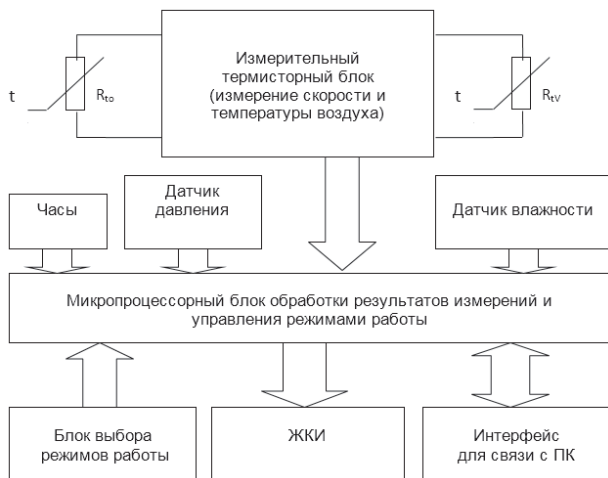 Измерительный
термисторный блок
(измерение скорости и
температуры воздуха)
t
Rto
t
RtV
Часы
Датчик
давления
Датчик влажности
Микропроцессорный блок обработки результатов измерений и
управления режимами работы
Блок выбора
режимов работы
ЖКИ
Интерфейс
для связи с ПК